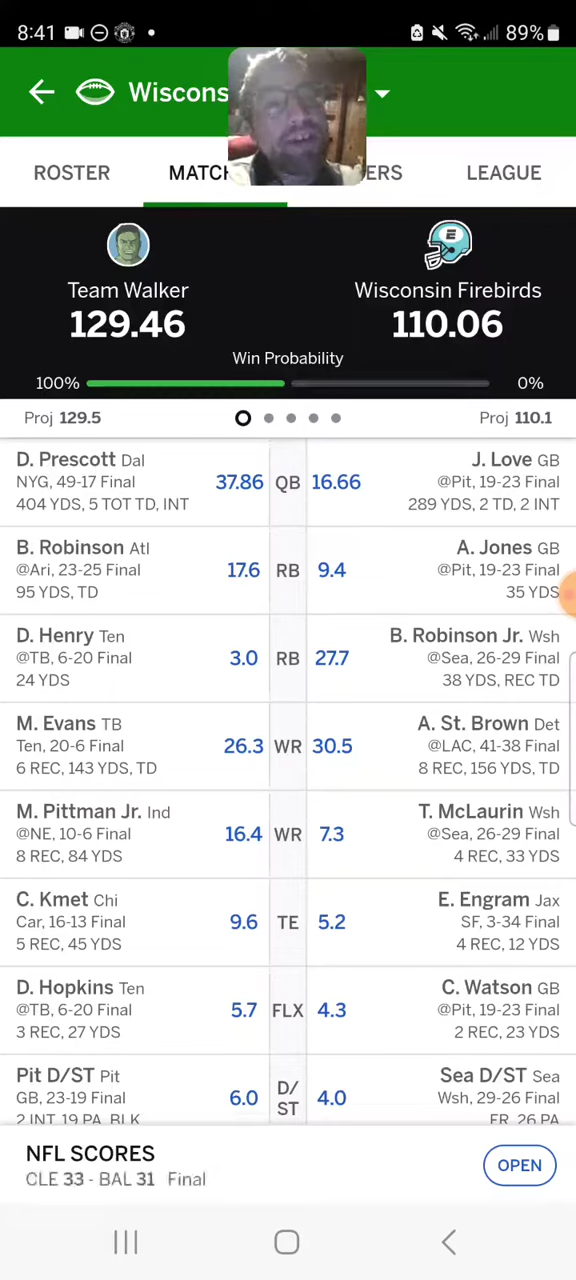 8:41
89%
Wiscons
ROSTER
MATCH
ERS
LEAGUE
E
Team Walker
Wisconsin Firebirds
129.46
110.06
Win Probability
100%
0%
Proj 129.5
Proj 110.1
D. Prescott Dal
J. Love GB
NYG, 49-17 Final
37.86 QB 16.66
@Pit, 19-23 Final
404 YDS, 5 TOT TD, INT
289 YDS, 2 TD, 2 INT
B. Robinson Atl
A. Jones GB
@Ari, 23-25 Final
17.6 RB 9.4
@Pit, 19-23 Final
95 YDS, TD
35 YDS
D. Henry Ten
B. Robinson Jr. Wsh
@TB, 6-20 Final
3.0 RB 27.7
@Sea, 26-29 Final
24 YDS
38 YDS, REC TD
M. Evans TB
A. St. Brown Det
Ten, 20-6 Final
26.3 WR 30.5
@LAC, 41-38 Final
6 REC, 143 YDS, TD
8 REC, 156 YDS, TD
M. Pittman Jr. Ind
T. McLaurin Wsh
@NE, 10-6 Final
16.4 WR 7.3
@Sea, 26-29 Final
8 REC, 84 YDS
4 REC, 33 YDS
C. Kmet Chi
E. Engram Jax
Car, 16-13 Final
9.6 TE 5.2
SF, 3-34 Final
5 REC, 45 YDS
4 REC, 12 YDS
D. Hopkins Ten
C. Watson GB
@TB, 6-20 Final
5.7 FLX 4.3
@Pit, 19-23 Final
3 REC, 27 YDS
2 REC, 23 YDS
Pit D/ST Pit
Sea D/ST Sea
GB, 23-19 Final
6.0 D/ST 4.0
Wsh, 29-26 Final
2 INT, 19 PA, BLK
FR, 26 PA
NFL SCORES
CLE 33 - BAL 31 Final
OPEN